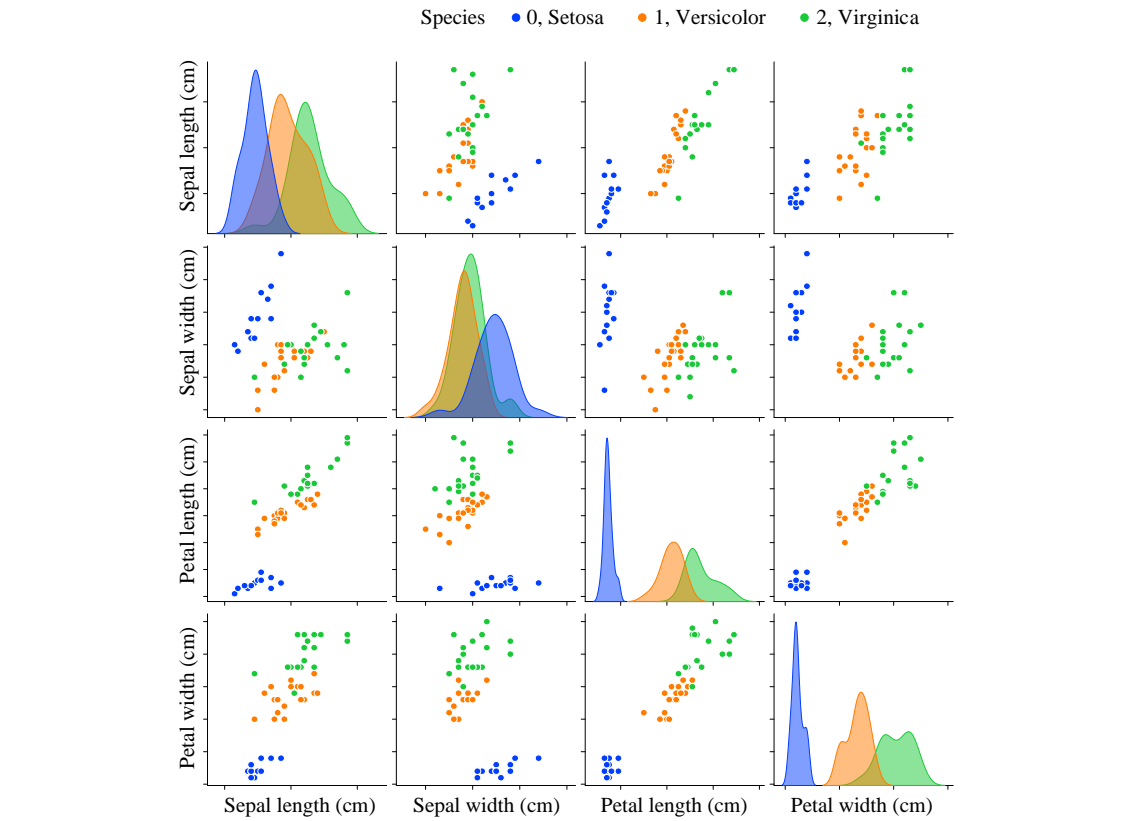 Species 0, Setosa 1, Versicolor 2, Virginica
Sepal length (cm)
Sepal width (cm)
Petal length (cm)
Petal width (cm)
Sepal length (cm) Sepal width (cm) Petal length (cm) Petal width (cm)